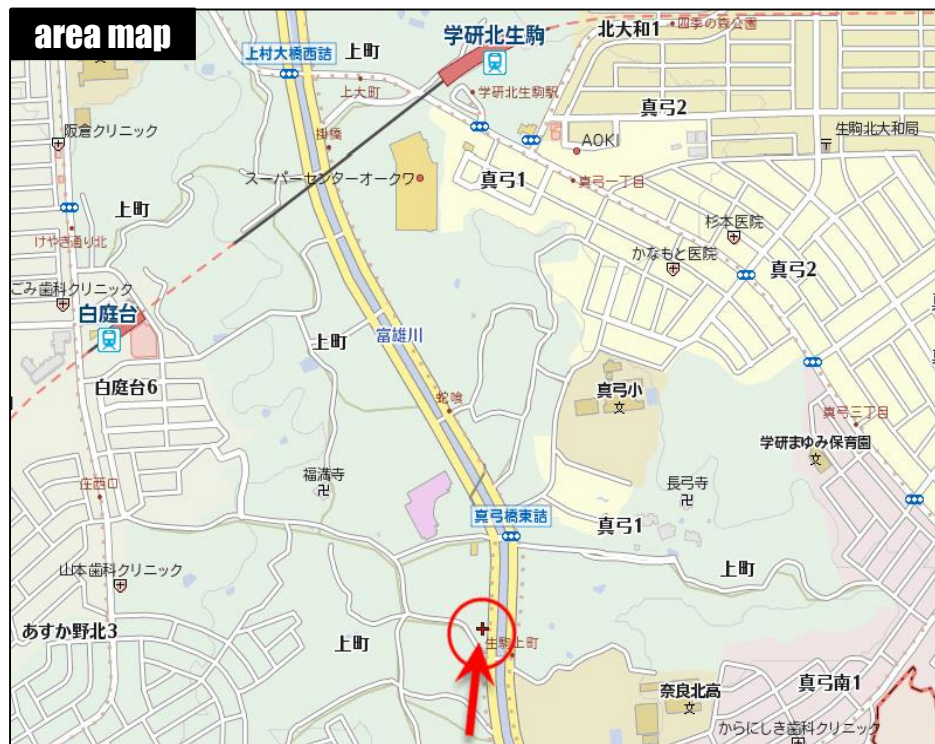 area map
上村大橋西詰
上町
学研北生駒
北大和1
四季の森公園
上大町
学研北生駒駅
真弓2
阪倉クリニック
掛橋
AOKI
生駒北大和局
スーパーセンターオークワ
真弓1
真弓一丁目
上町
けやき通り北
杉本医院
かなもと医院
真弓2
ごみ歯科クリニック
白庭台
上町
富雄川
白庭台6
蛇喰
真弓小
文
真弓三丁目
学研まゆみ保育園
文
庄西口
福満寺
長弓寺
真弓橋東詰
真弓1
山本歯科クリニック
上町
あすか野北3
上町
生駒上町
奈良北高
文
真弓南1
からにしき歯科クリニック